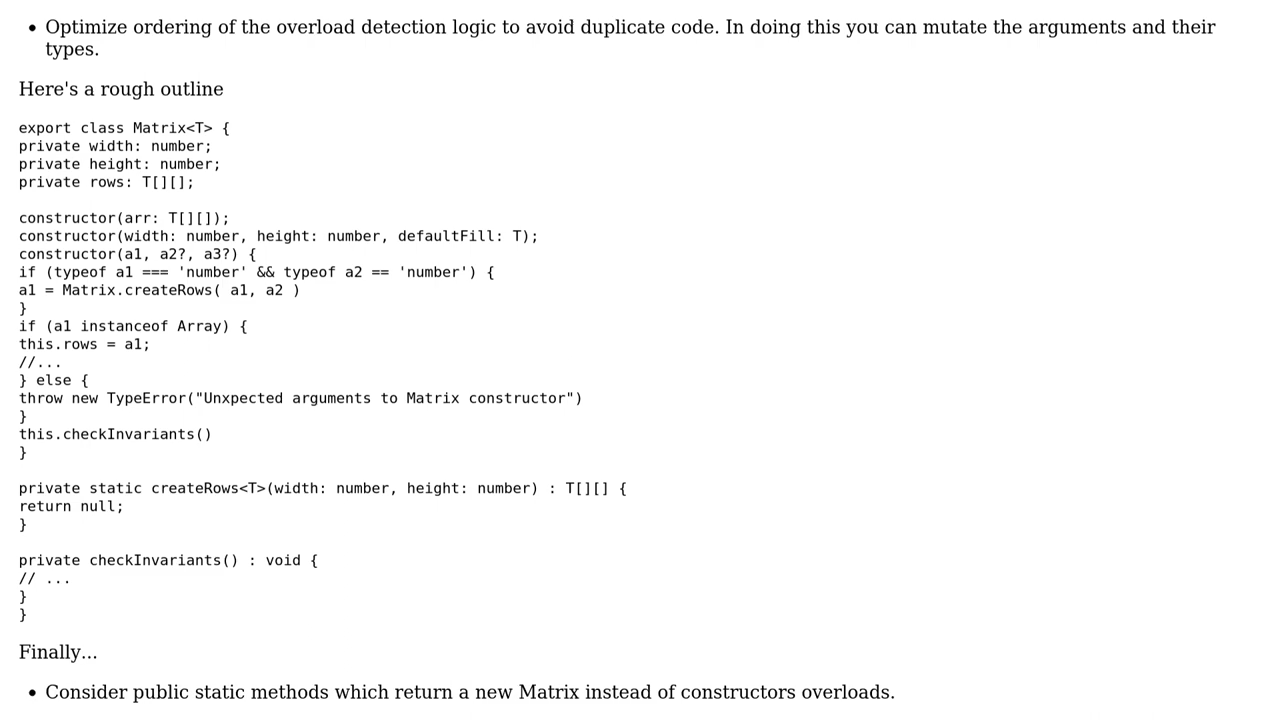 • Optimize ordering of the overload detection logic to avoid duplicate code. In doing this you can mutate the arguments and their
types.
Here's a rough outline
export class Matrix<T> {
private width: number;
private height: number;
private rows: T[][];
constructor(arr: T[][]);
constructor(width: number, height: number, defaultFill: T);
constructor(a1, a2?, a3?) {
if (typeof a1 === 'number' && typeof a2 == 'number') {
a1 = Matrix.createRows( a1, a2 )
}
if (a1 instanceof Array) {
this.rows = a1;
//...
} else {
throw new TypeError("Unxpected arguments to Matrix constructor")
}
this.checkInvariants()
}
private static createRows<T>(width: number, height: number) : T[][] {
return null;
}
private checkInvariants() : void {
// ...
}
}
Finally...
• Consider public static methods which return a new Matrix instead of constructors overloads.